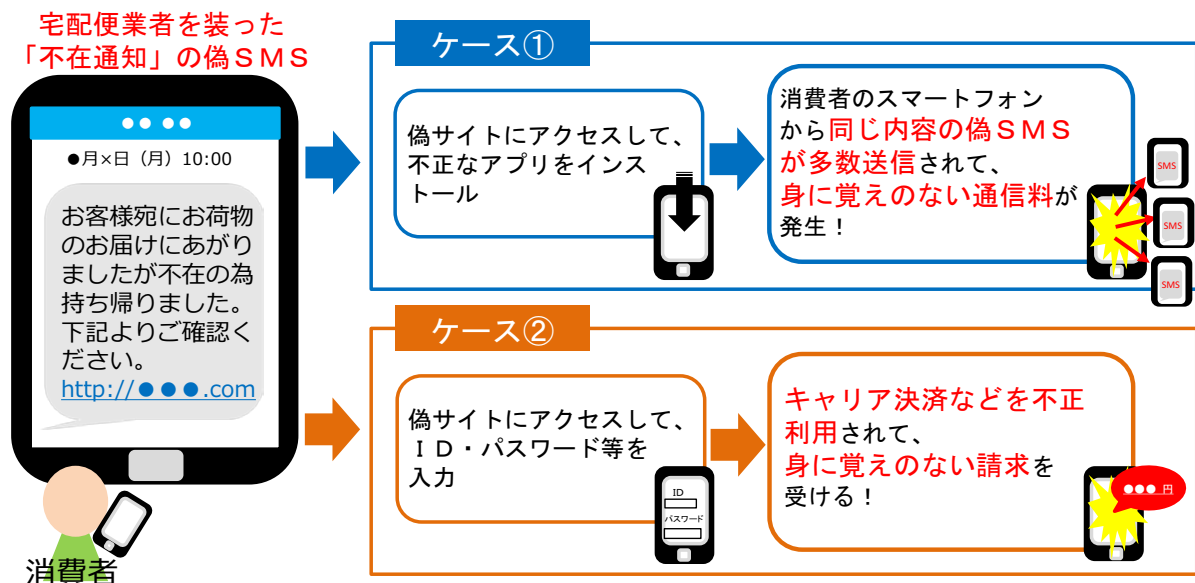 宅配便業者を装った
「不在通知」の偽ＳＭＳ
●● ●●
●月×日（月）10:00
お客様宛にお荷物
のお届けにあがり
ましたが不在の為
持ち帰りました。
下記よりご確認く
ださい。
http://●●●.com
消費者
ケース①
偽サイトにアクセスして、
不正なアプリをインス
トール
消費者のスマートフォン
から同じ内容の偽ＳＭＳ
が多数送信されて、
身に覚えのない通信料が
発生！
SMS
SMS
SMS
ケース②
偽サイトにアクセスして、
ＩＤ・パスワード等を
入力
ID
パスワード
キャリア決済などを不正
利用されて、
身に覚えのない請求を
受ける！
●●● 円